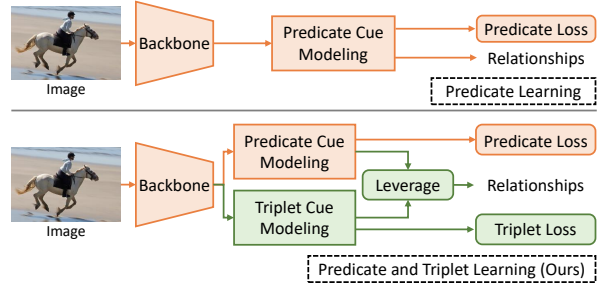 Image
Backbone
Predicate Cue
Modeling
Predicate Loss
Relationships
Predicate Learning
Image
Backbone
Predicate Cue
Modeling
Triplet Cue
Modeling
Leverage
Predicate Loss
Relationships
Triplet Loss
Predicate and Triplet Learning (Ours)